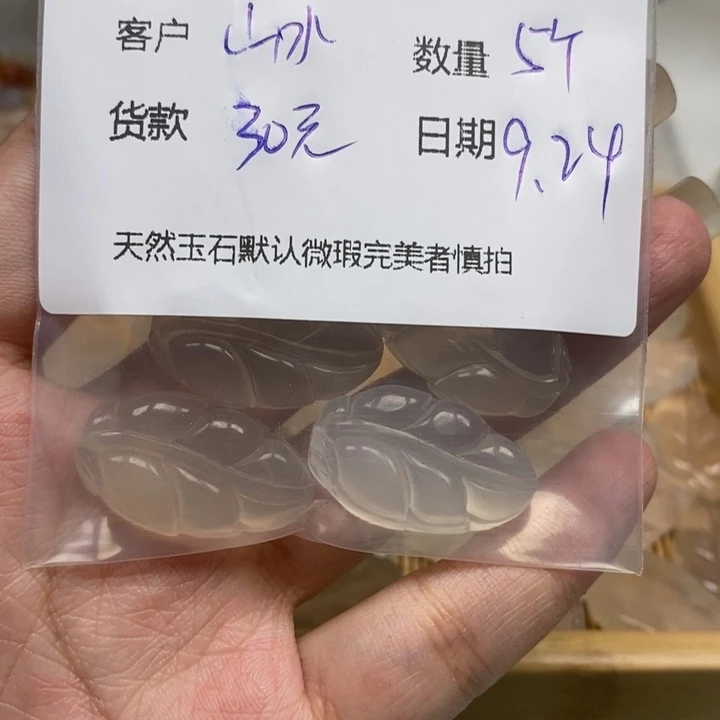 客户 山水 数量 5个
货款 30元 日期 9.24
天然玉石默认微瑕完美者慎拍